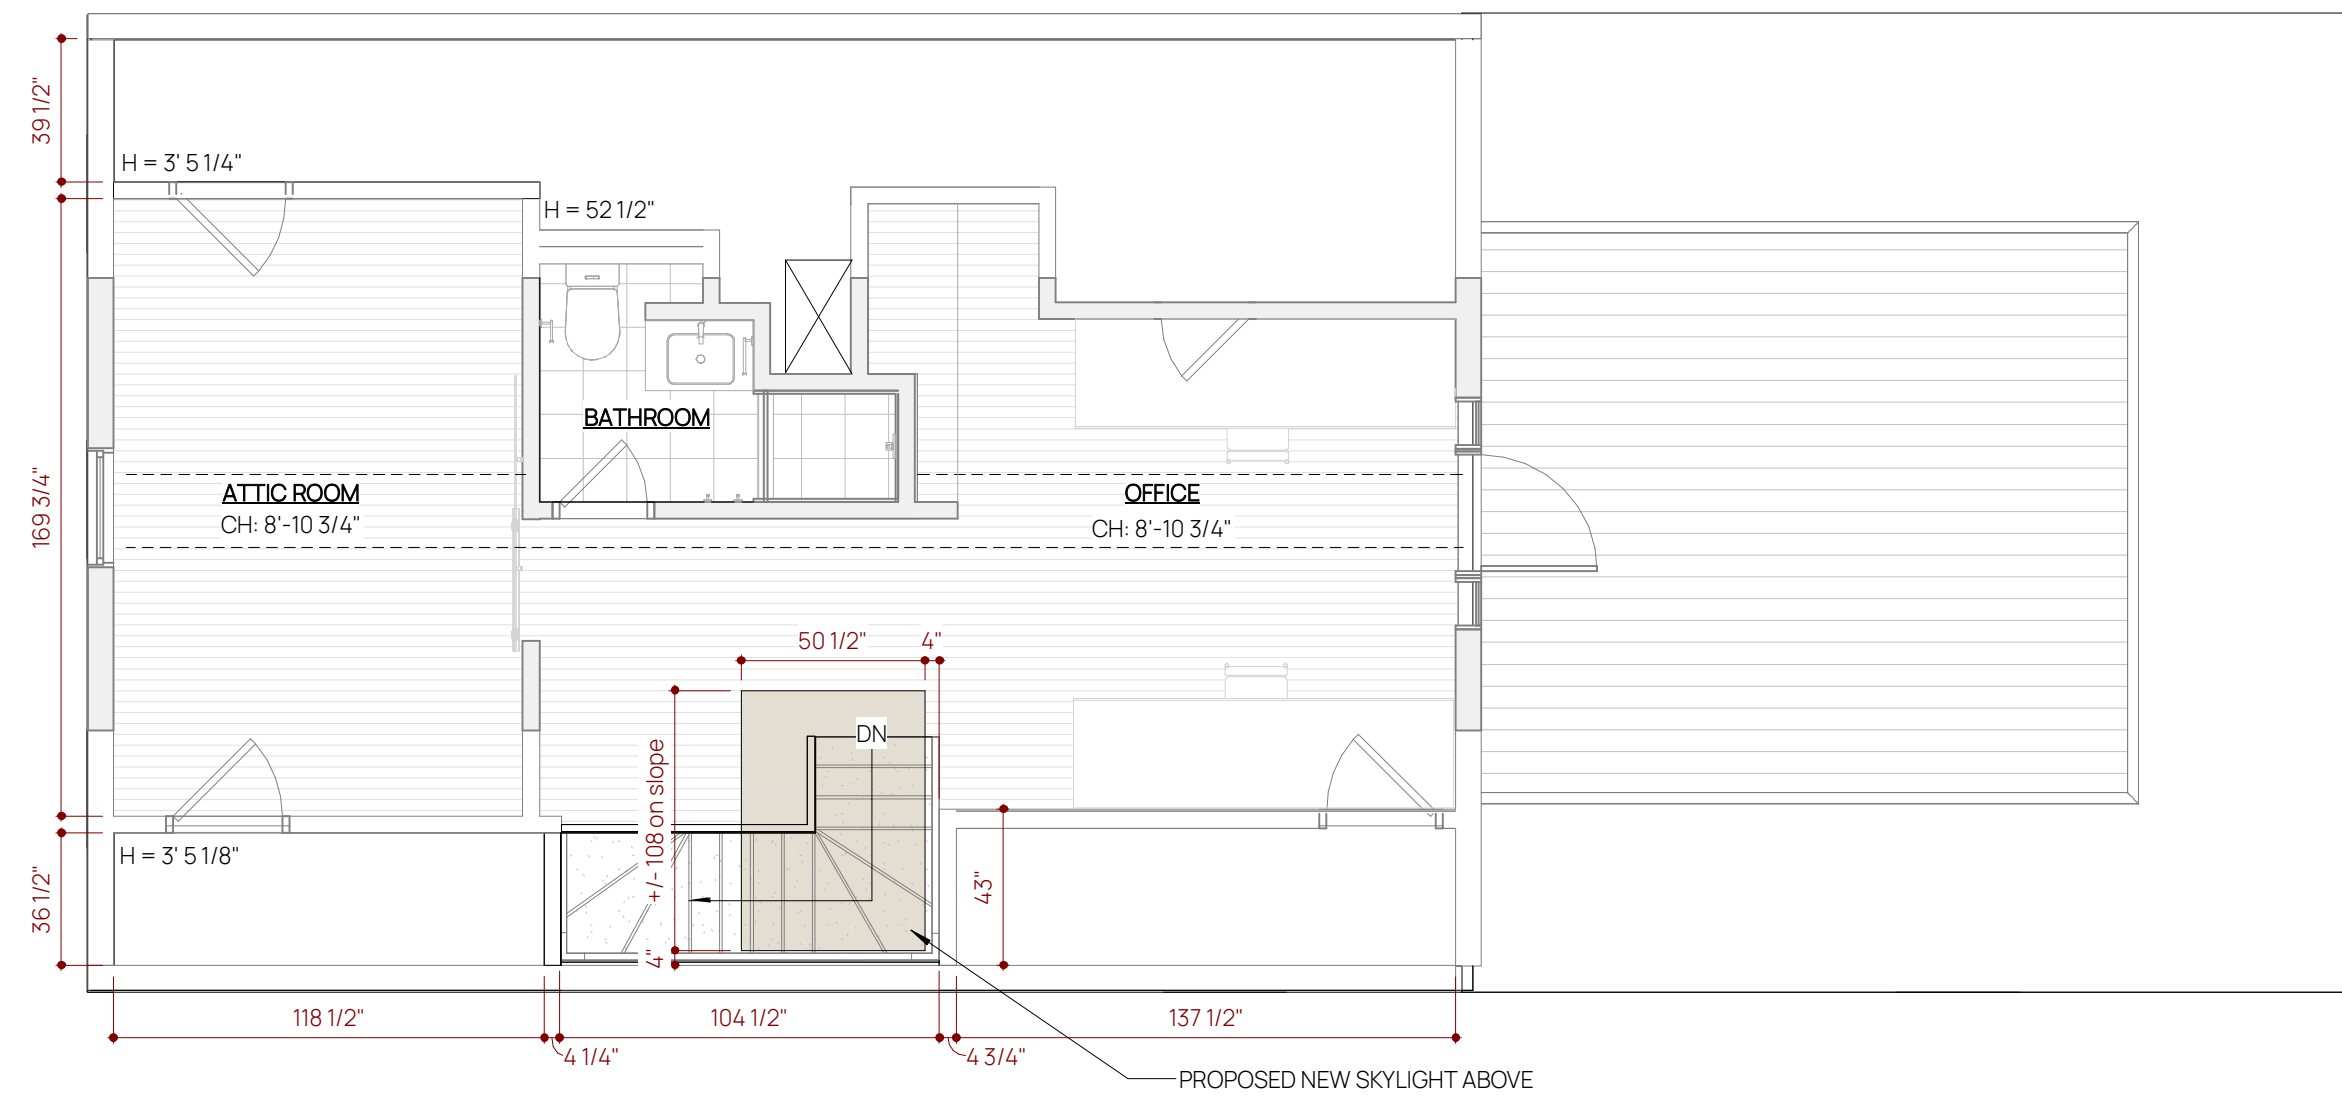 39 1/2"
H = 3' 5 1/4"
H = 52 1/2"
BATHROOM
169 3/4"
ATTIC ROOM
CH: 8'-10 3/4"
OFFICE
CH: 8'-10 3/4"
50 1/2"
4"
DN
+/- 108 on slope
4"
H = 3' 5 1/8"
36 1/2"
43"
118 1/2"
4 1/4"
104 1/2"
4 3/4"
137 1/2"
PROPOSED NEW SKYLIGHT ABOVE